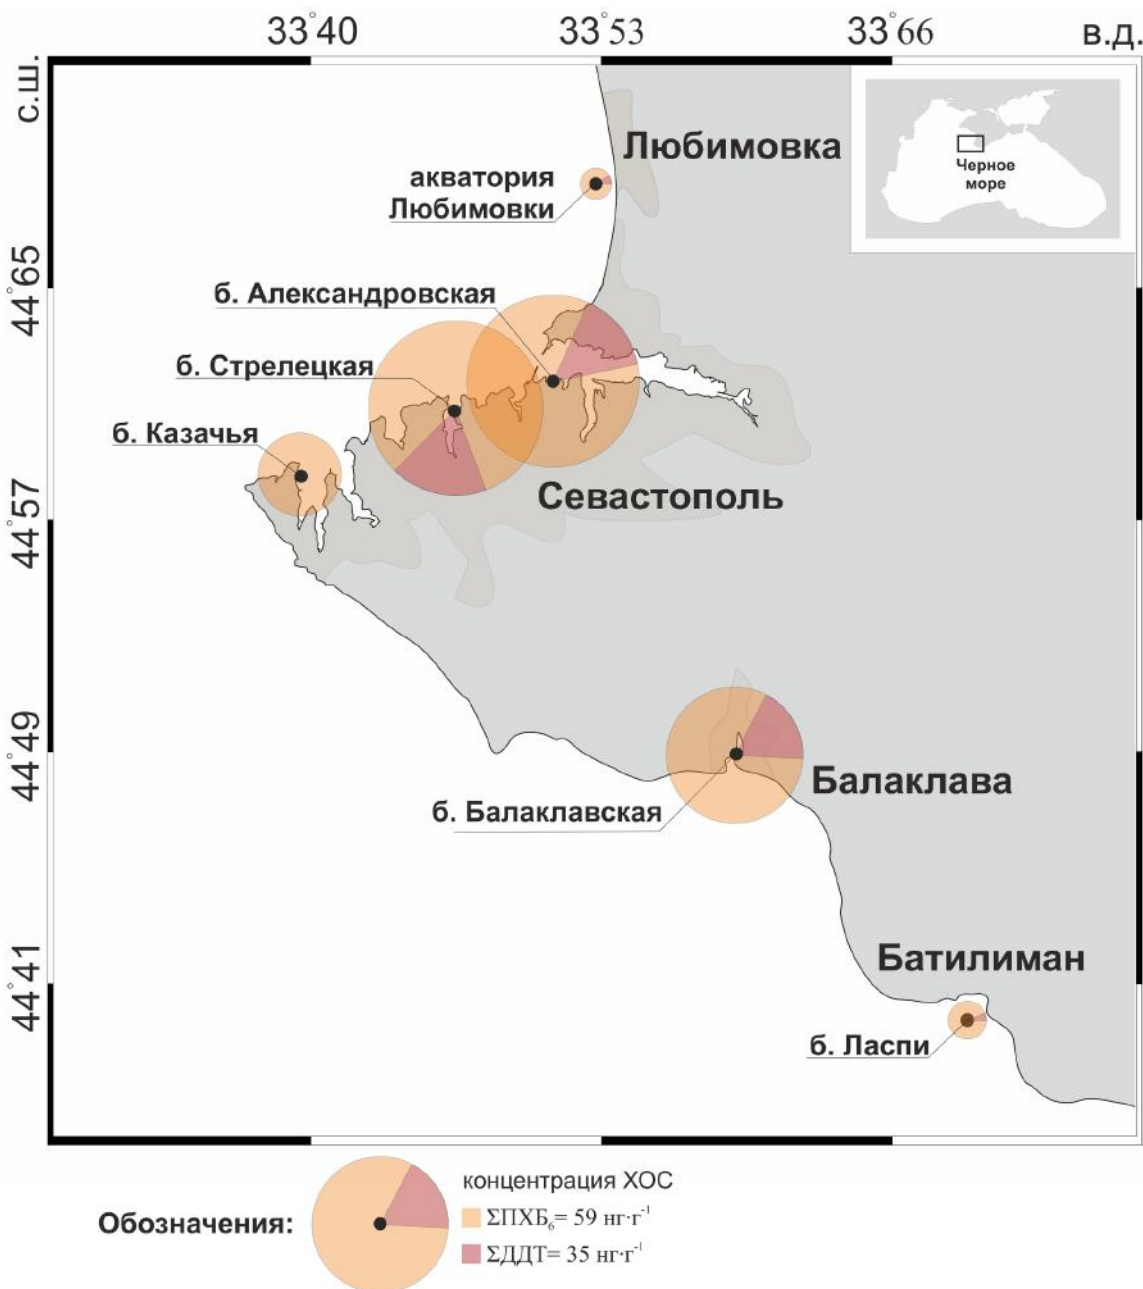 33°40
33°53
33°66
в.д.
с.ш.
Черное
море
Любимовка
акватория
Любимовки
44°65
б. Александровская
б. Стрелецкая
б. Казачья
Севастополь
44°57
44°49
Балаклава
б. Балаклавская
44°41
Батилиман
б. Ласпи
Обозначения:
концентрация ХОС
ΣПХБ₆= 59 нг·г⁻¹
ΣДДТ= 35 нг·г⁻¹